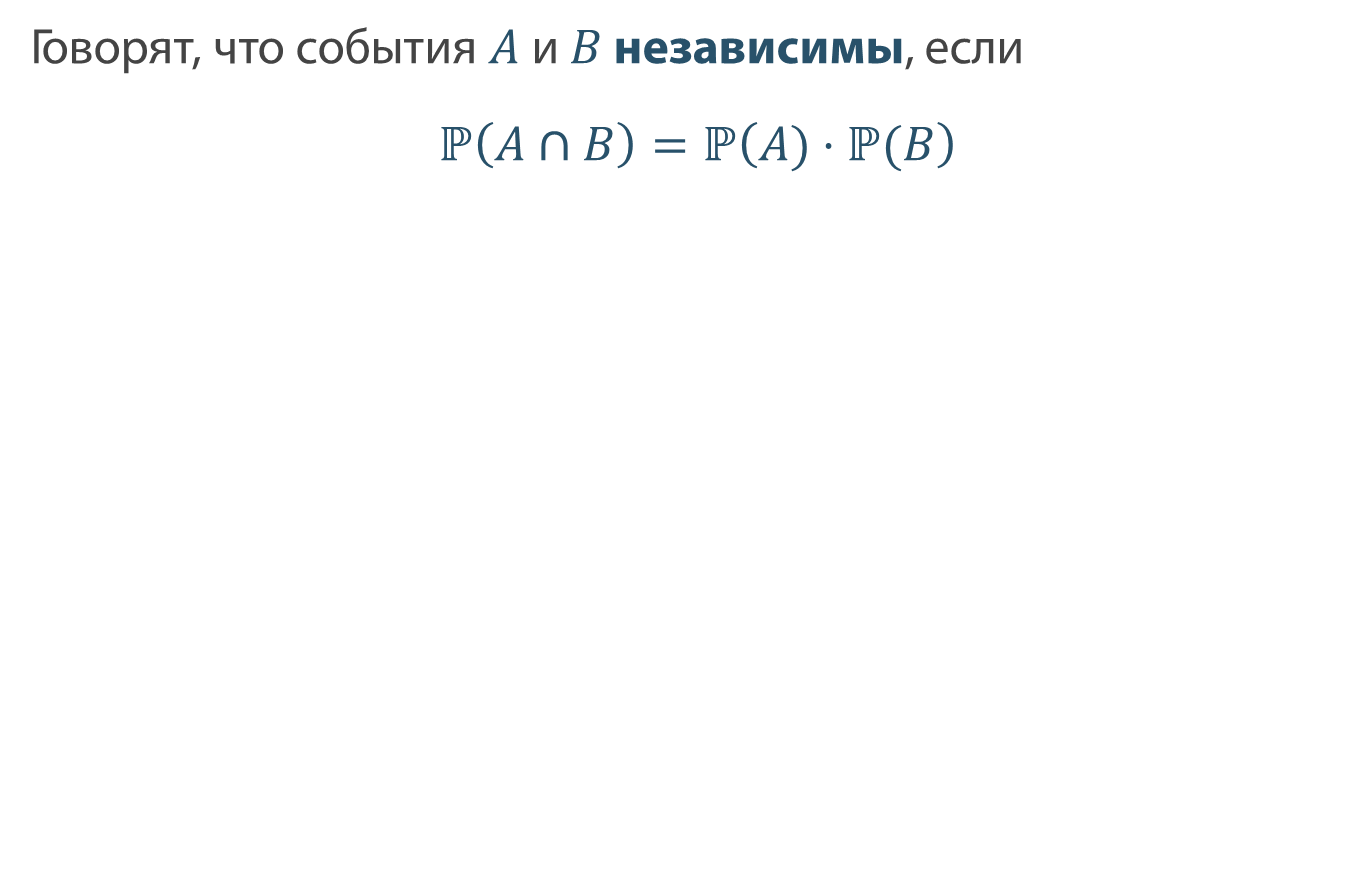 Говорят, что события A и B независимы, если
ℙ(A ∩ B) = ℙ(A) · ℙ(B)